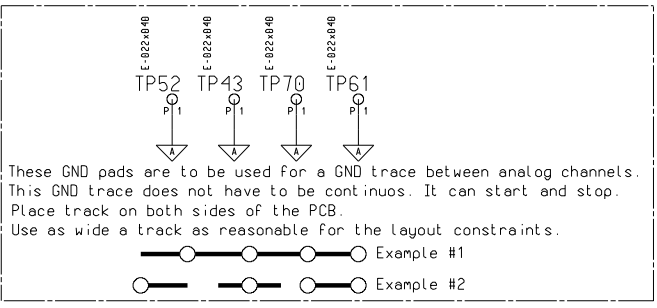 E-022x040 E-022x040 E-022x040 E-022x040
TP52 TP43 TP70 TP61
P 1 P 1 P 1 P 1
A A A A
These GND pads are to be used for a GND trace between analog channels.
This GND trace does not have to be continuos. It can start and stop.
Place track on both sides of the PCB.
Use as wide a track as reasonable for the layout constraints.
Example #1
Example #2